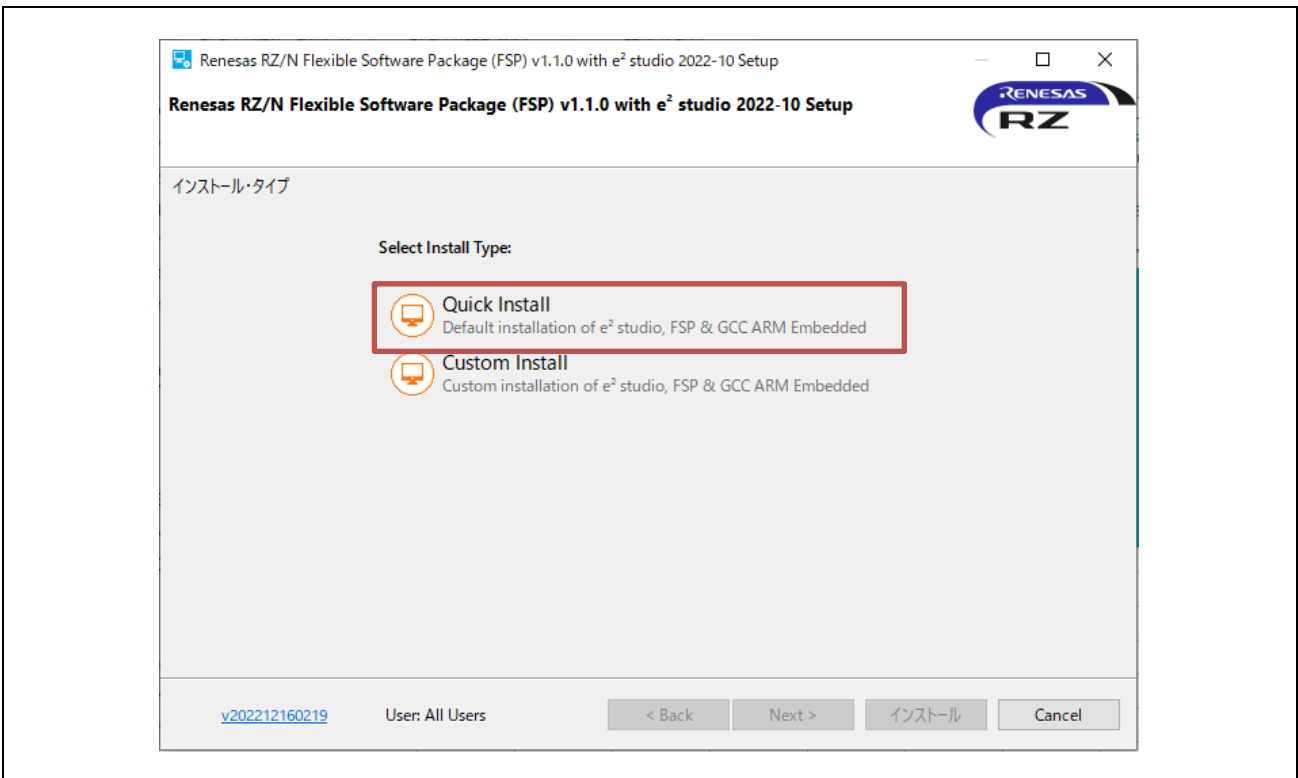 Renesas RZ/N Flexible Software Package (FSP) v1.1.0 with e² studio 2022-10 Setup
Renesas RZ/N Flexible Software Package (FSP) v1.1.0 with e² studio 2022-10 Setup
RENESAS
RZ
インストール・タイプ
Select Install Type:
Quick Install
Default installation of e² studio, FSP & GCC ARM Embedded
Custom Install
Custom installation of e² studio, FSP & GCC ARM Embedded
v202212160219 User: All Users < Back Next > インストール Cancel